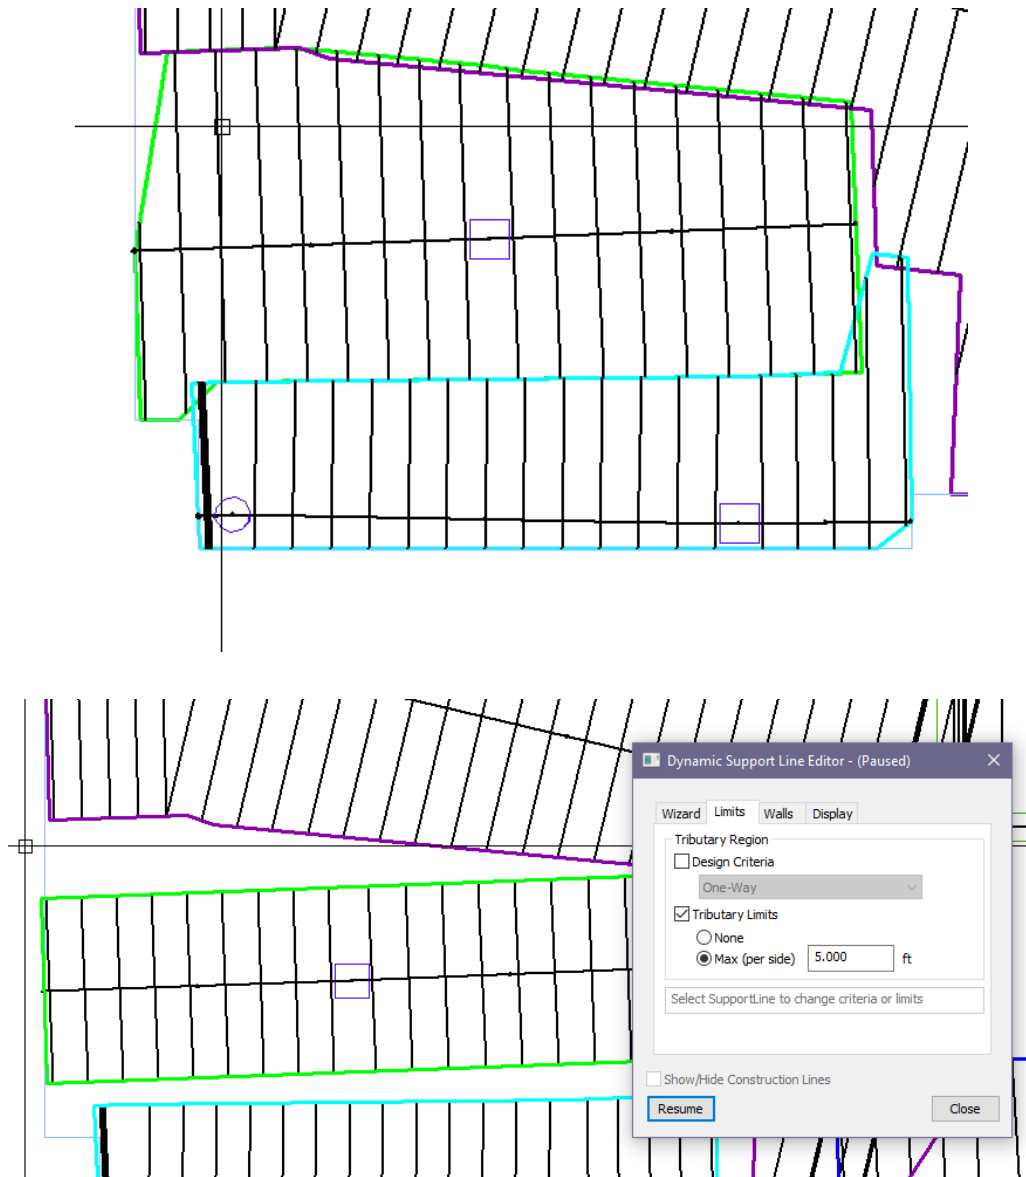 Dynamic Support Line Editor - (Paused)
Wizard Limits Walls Display
Tributary Region
Design Criteria
One-Way
Tributary Limits
None
Max (per side) 5.000 ft
Select SupportLine to change criteria or limits
Show/Hide Construction Lines
Resume Close